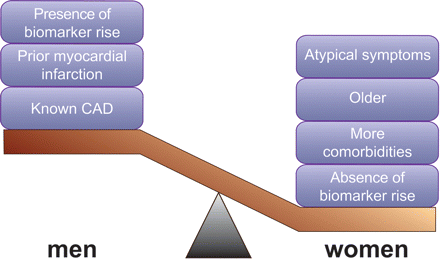 Presence of
biomarker rise
Prior myocardial
infarction
Known CAD
men
Atypical symptoms
Older
More
comorbidities
Absence of
biomarker rise
women